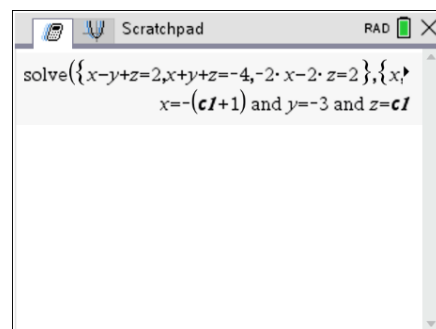 Scratchpad RAD
solve({x−y+z=2,x+y+z=−4,−2·x−2·z=2},{x,
x=−(c1+1) and y=−3 and z=c1